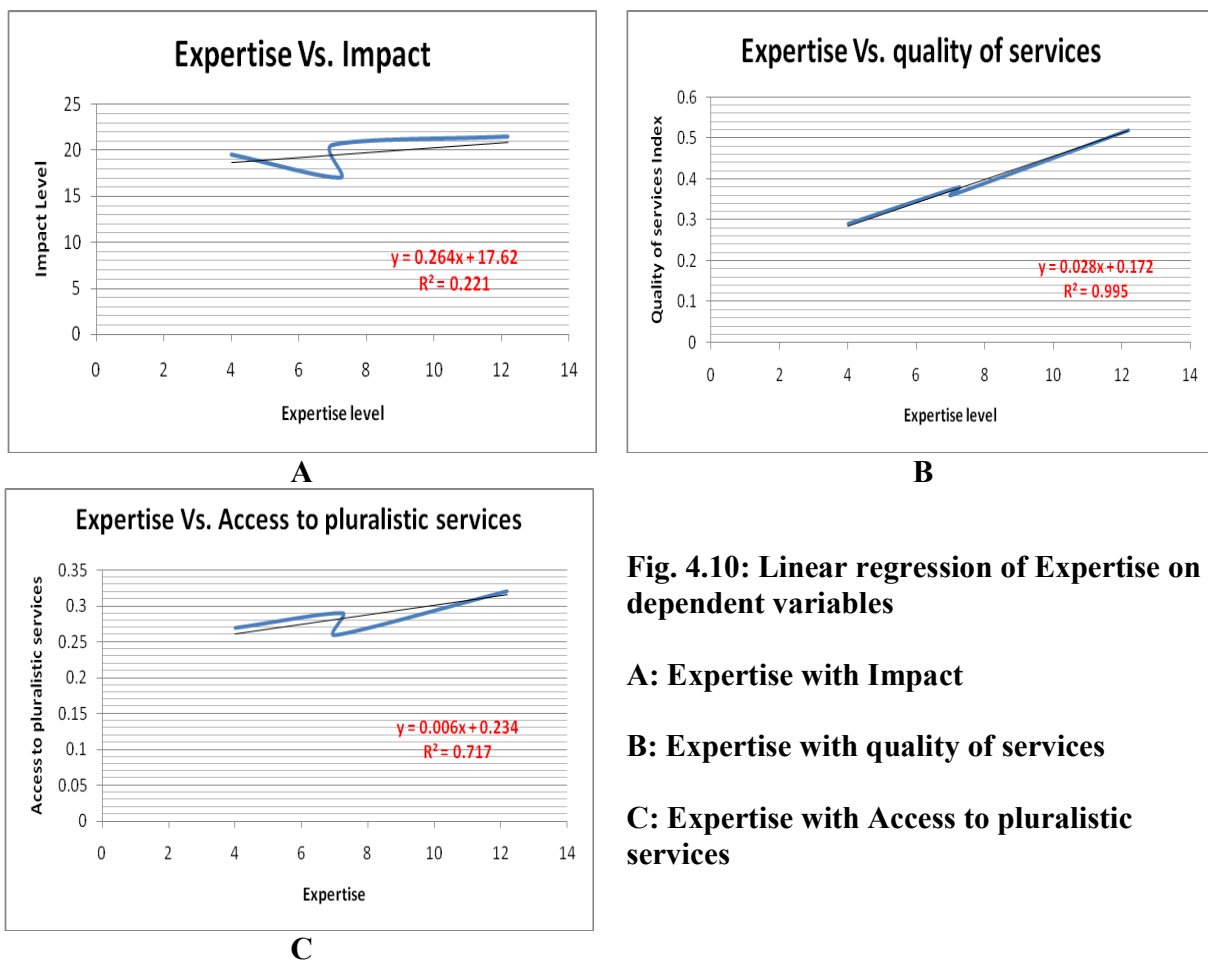 Expertise Vs. Impact
25
20
15
10
5
0
Impact Level
y = 0.264x + 17.62
R² = 0.221
0 2 4 6 8 10 12 14
Expertise level
A
Expertise Vs. quality of services
0.6
0.5
0.4
0.3
0.2
0.1
0
Quality of services Index
y = 0.028x + 0.172
R² = 0.995
0 2 4 6 8 10 12 14
Expertise level
B
Expertise Vs. Access to pluralistic services
0.35
0.3
0.25
0.2
0.15
0.1
0.05
0
Access to pluralistic services
y = 0.006x + 0.234
R² = 0.717
0 2 4 6 8 10 12 14
Expertise
C
Fig. 4.10: Linear regression of Expertise on
dependent variables
A: Expertise with Impact
B: Expertise with quality of services
C: Expertise with Access to pluralistic
services